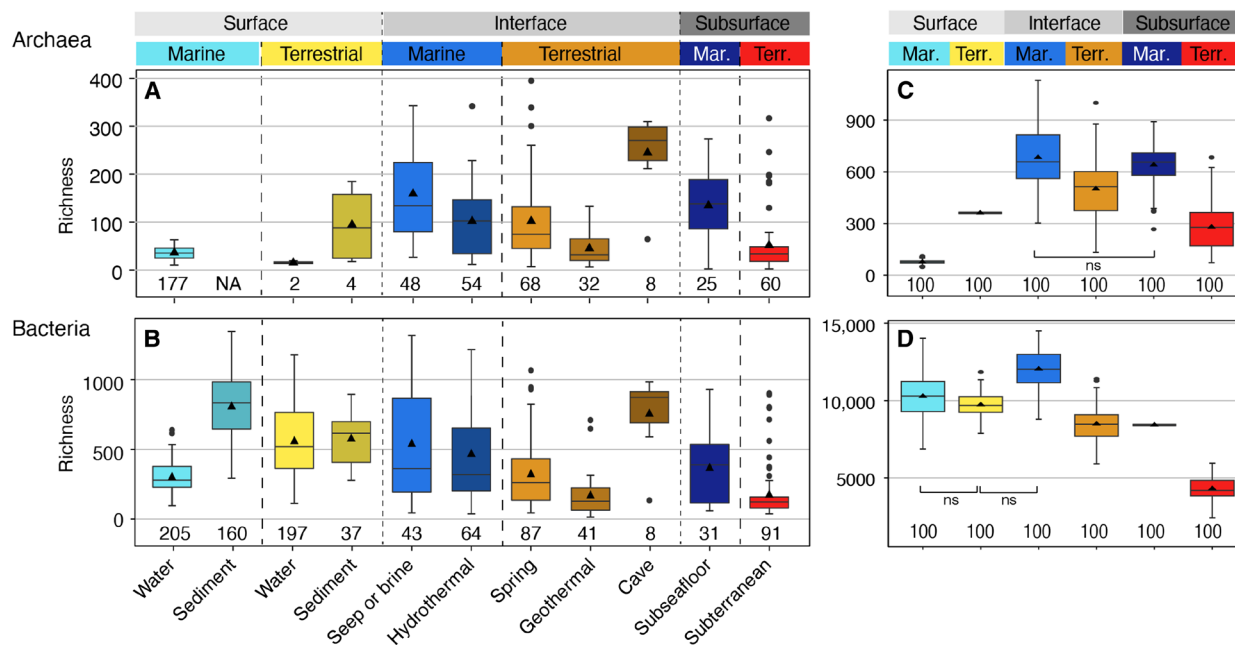 Surface Interface Subsurface
Surface Interface Subsurface
Archaea
Marine Terrestrial Marine Terrestrial Mar. Terr.
Mar. Terr. Mar. Terr. Mar. Terr.
A
400
300
200
100
0
Richness
177 NA 2 4 48 54 68 32 8 25 60
C
900
600
300
0
ns
100 100 100 100 100 100
Bacteria
B
1000
500
0
Richness
205 160 197 37 43 64 87 41 8 31 91
D
15,000
10,000
5000
ns ns
100 100 100 100 100 100
Water
Sediment
Water
Sediment
Seep or brine
Hydrothermal
Spring
Geothermal
Cave
Subseafloor
Subterranean